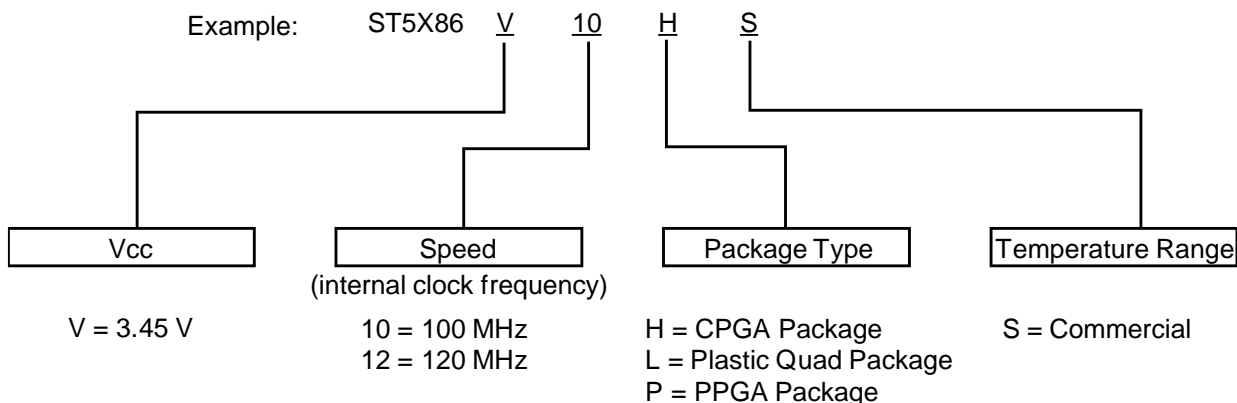 Example: ST5X86 V 10 H S
Vcc
Speed
(internal clock frequency)
Package Type
Temperature Range
V = 3.45 V
10 = 100 MHz
12 = 120 MHz
H = CPGA Package
L = Plastic Quad Package
P = PPGA Package
S = Commercial